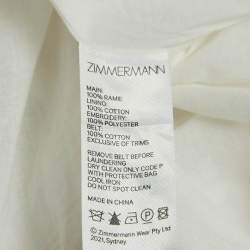 ZIMMERMANN
MAIN:
100% RAMIE
LINING:
100% COTTON
EMBROIDERY:
100% POLYESTER
BELT:
100% COTTON
EXCLUSIVE OF TRIMS
REMOVE BELT BEFORE
LAUNDERING
DRY CLEAN ONLY CODE P
WITH PROTECTIVE BAG
COOL IRON
DO NOT SPOT CLEAN
MADE IN CHINA
© Zimmermann Wear Pty Ltd
2021, Sydney